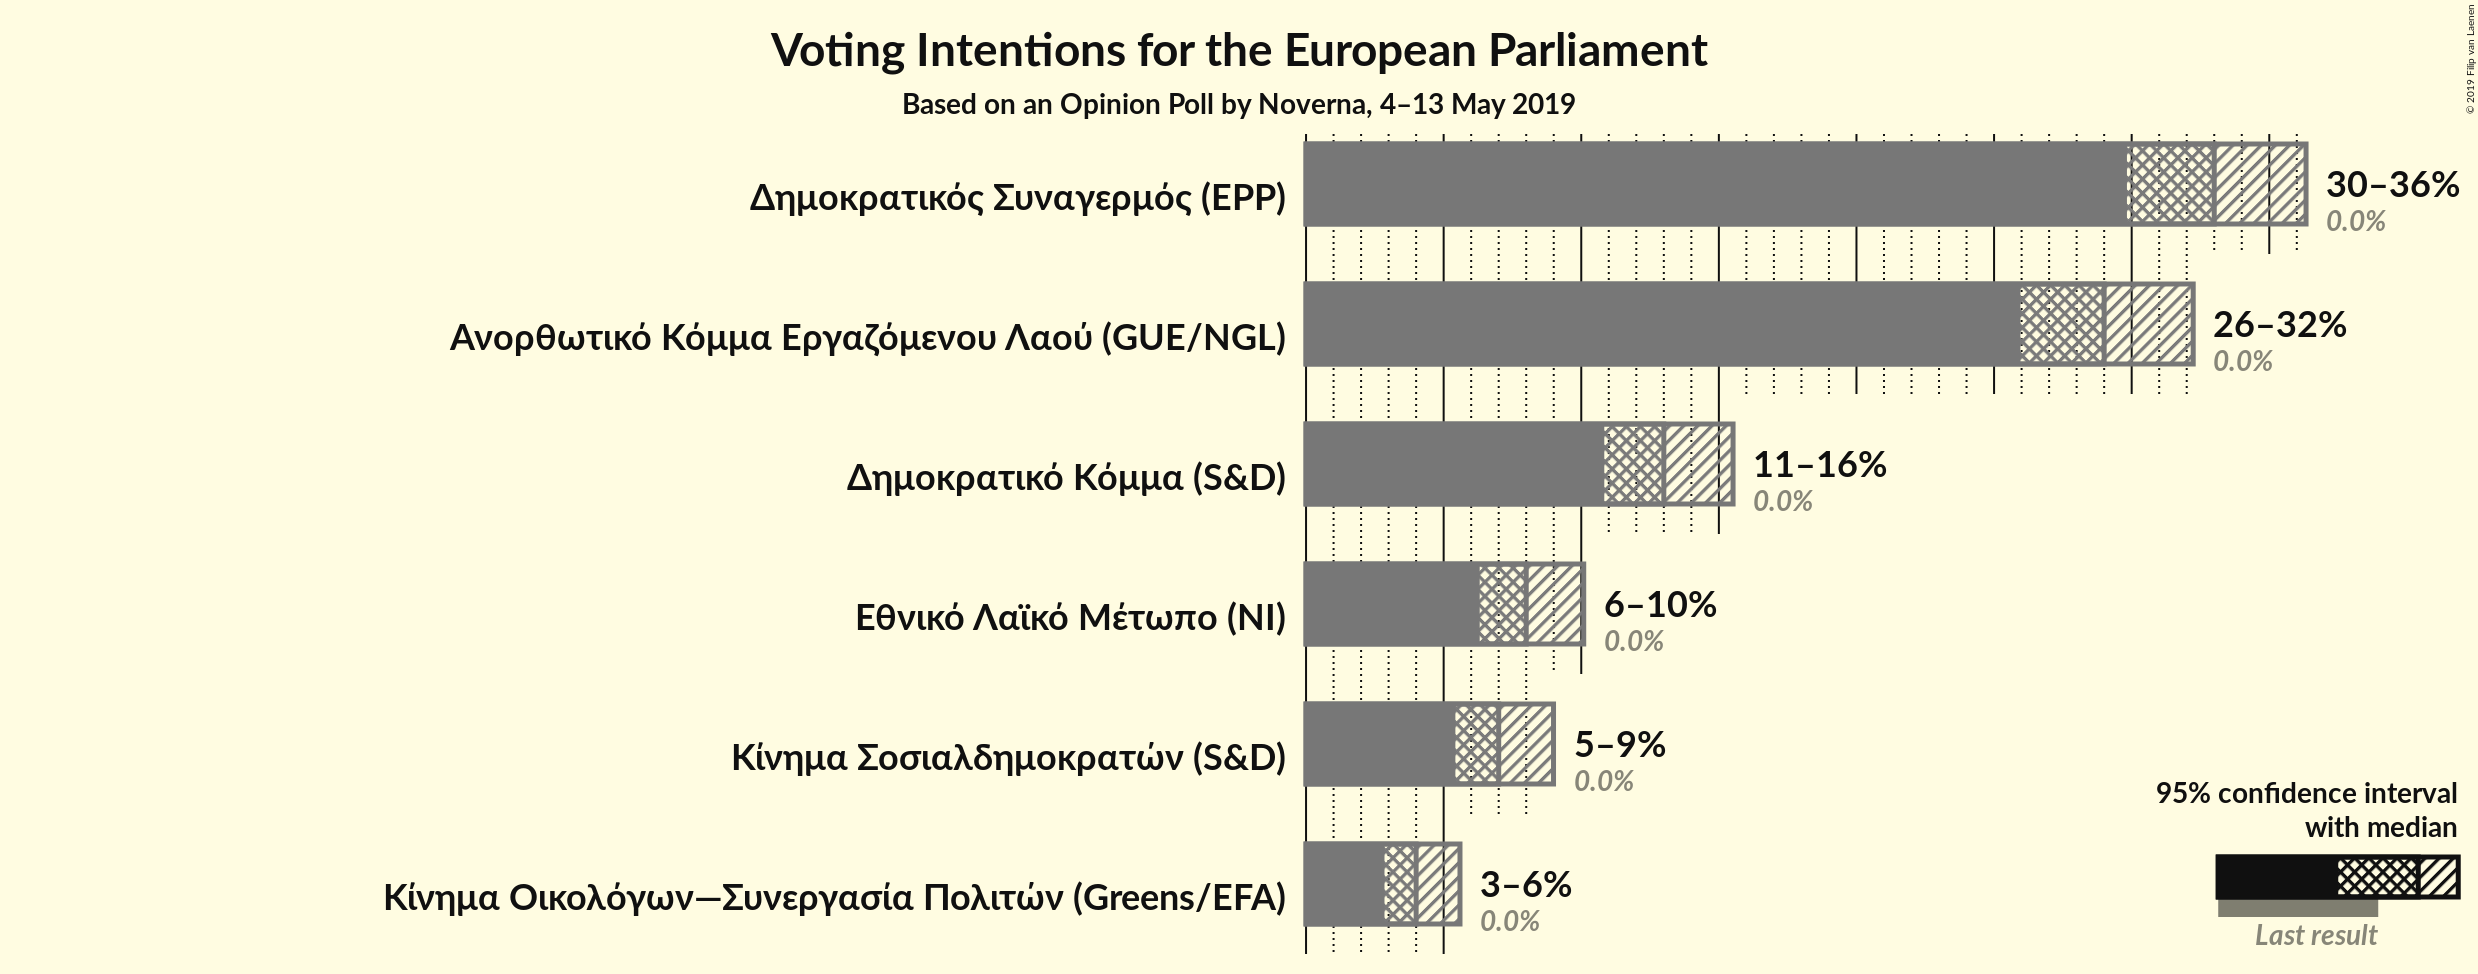 Voting Intentions for the European Parliament
Based on an Opinion Poll by Noverna, 4–13 May 2019
© 2019 Filip van Laenen
Δημοκρατικός Συναγερμός (EPP)
30–36%
0.0%
Ανορθωτικό Κόμμα Εργαζόμενου Λαού (GUE/NGL)
26–32%
0.0%
Δημοκρατικό Κόμμα (S&D)
11–16%
0.0%
Εθνικό Λαϊκό Μέτωπο (NI)
6–10%
0.0%
Κίνημα Σοσιαλδημοκρατών (S&D)
5–9%
0.0%
Κίνημα Οικολόγων—Συνεργασία Πολιτών (Greens/EFA)
3–6%
0.0%
95% confidence interval
with median
Last result